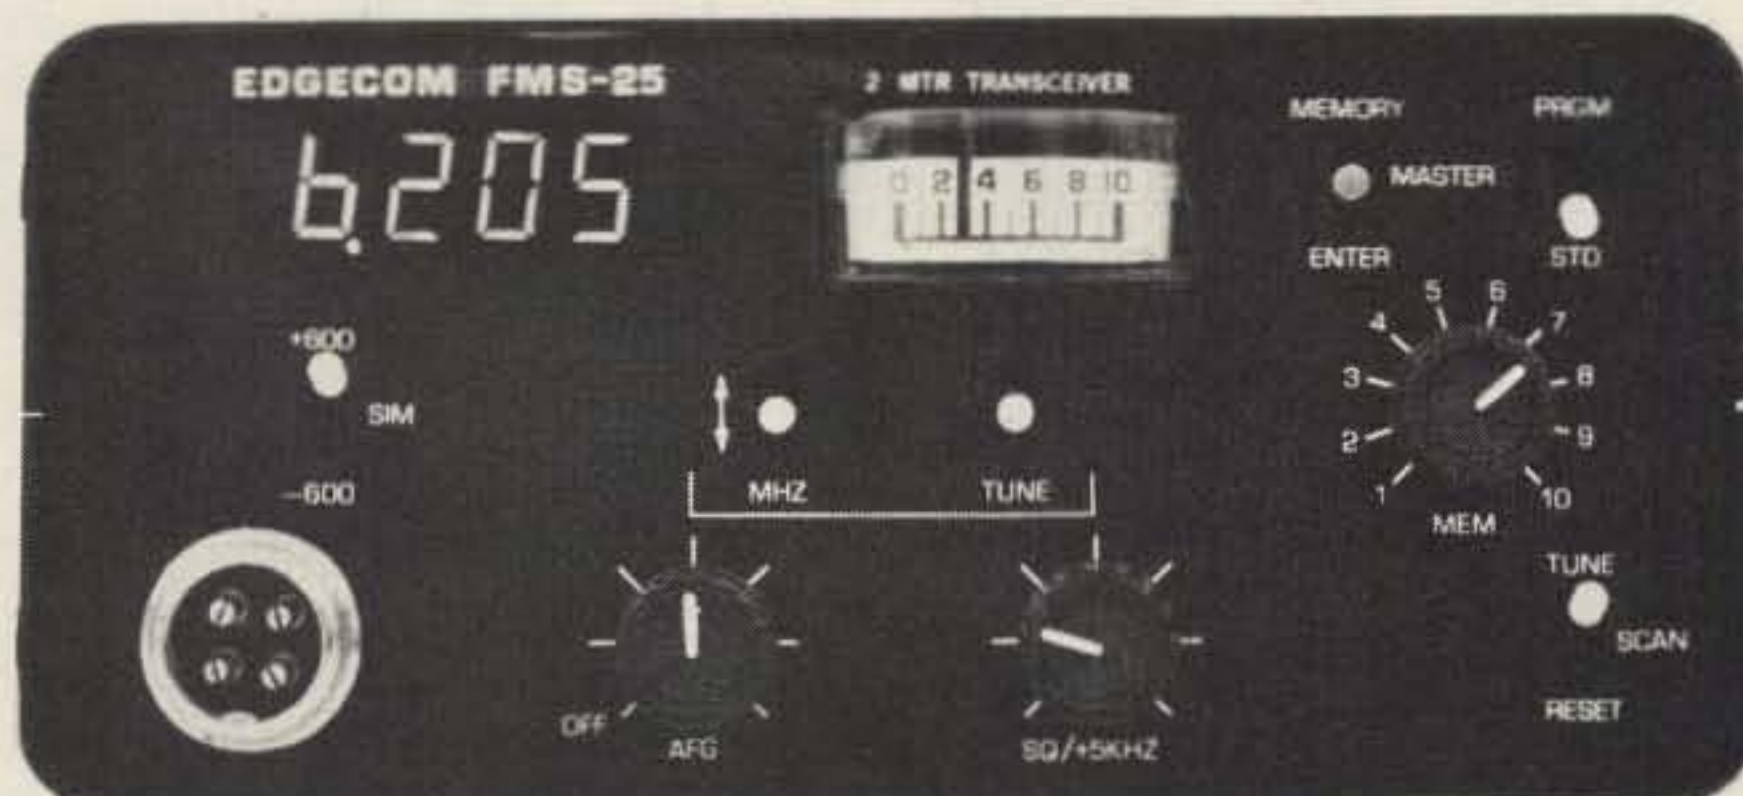 EDGECOM FMS-25
6.205
2 MTR TRANSCEIVER
0 2 4 6 8 10
MEMORY
PRGM
MASTER
ENTER
STD
+600
SIM
-600
MHZ
TUNE
1 2 3 4 5 6 7 8 9 10
MEM
TUNE
SCAN
RESET
OFF
AFG
SQ/+5KHZ